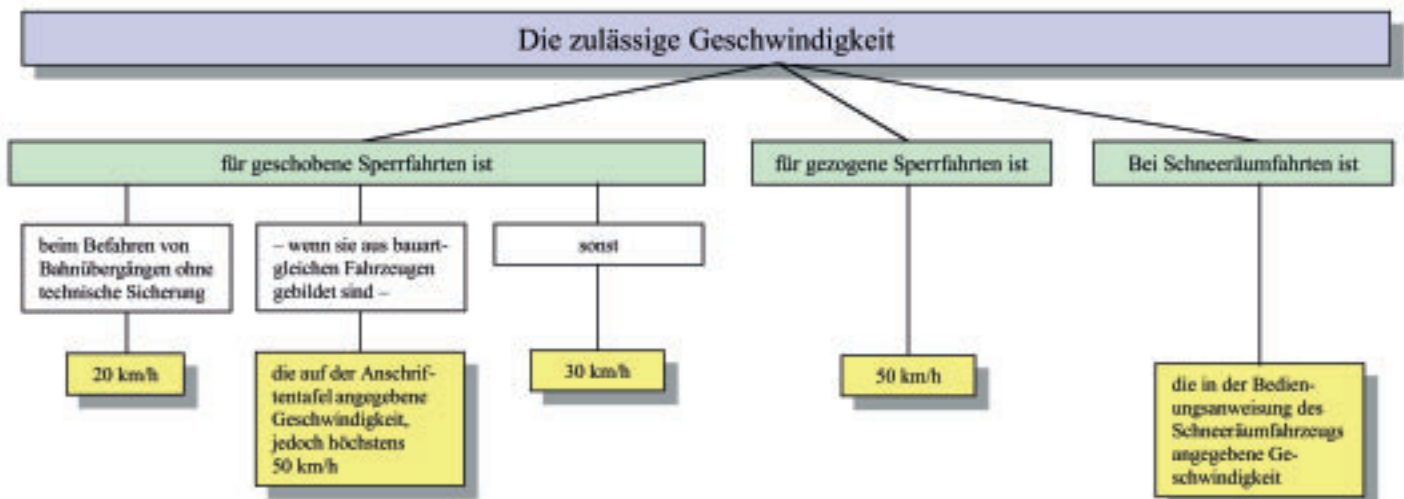 Die zulässige Geschwindigkeit
für geschobene Sperrfahrten ist
beim Befahren von
Bahnübergängen ohne
technische Sicherung
20 km/h
– wenn sie aus bauart-
gleichen Fahrzeugen
gebildet sind –
die auf der Anschrif-
tentafel angegebene
Geschwindigkeit,
jedoch höchstens
50 km/h
sonst
30 km/h
für gezogene Sperrfahrten ist
50 km/h
Bei Schneeräumfahrten ist
die in der Bedien-
ungsanweisung des
Schneeräumfahrzeugs
angegebene Ge-
schwindigkeit